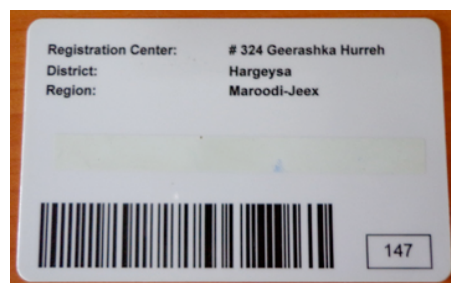 Registration Center: # 324 Geerashka Hurreh
District: Hargeysa
Region: Maroodi-Jeex
147